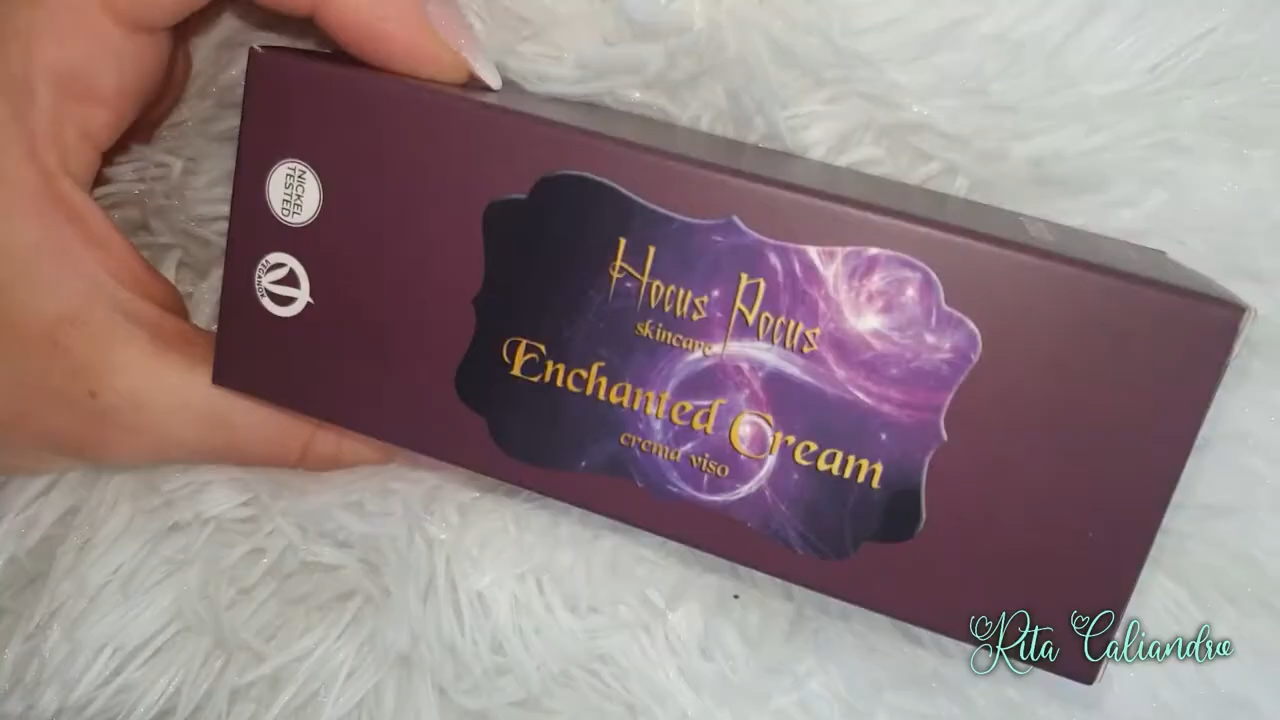 NICKEL
TESTED
VEGANOK
Hocus Pocus
skincare
Enchanted Cream
crema viso
Rita Caliandro